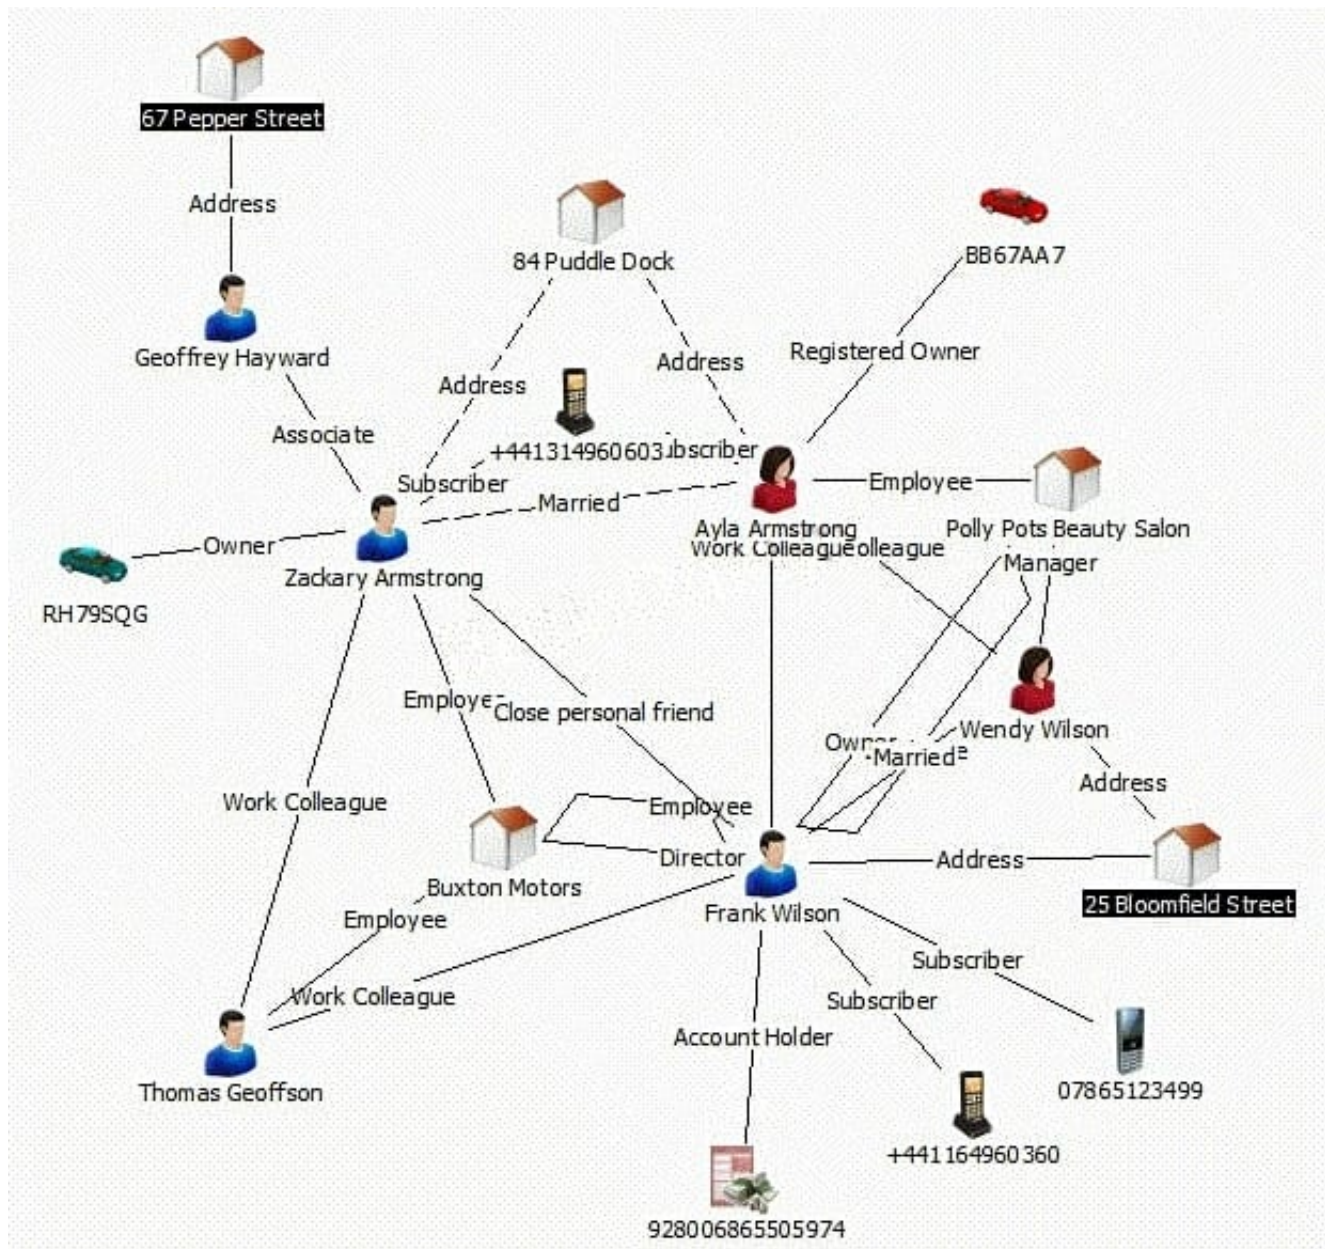 67 Pepper Street
Address
84 Puddle Dock
BB67AA7
Geoffrey Hayward
Registered Owner
Address
Address
Associate
+441314960603
Subscriber
Married
Employee
Ayla Armstrong
Polly Pots Beauty Salon
Owner
Work Colleague
Manager
Zackary Armstrong
RH79SQG
Employee
Close personal friend
Wendy Wilson
Married
Address
Work Colleague
Employee
Director
Address
Buxton Motors
25 Bloomfield Street
Frank Wilson
Employee
Subscriber
Work Colleague
Subscriber
Account Holder
Thomas Geoffson
07865123499
+441164960360
928006865505974